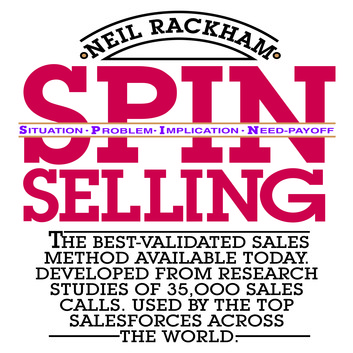 NEIL RACKHAM
SPIN
SITUATION · PROBLEM · IMPLICATION · NEED-PAYOFF
SELLING
THE BEST-VALIDATED SALES
METHOD AVAILABLE TODAY.
DEVELOPED FROM RESEARCH
STUDIES OF 35,000 SALES
CALLS. USED BY THE TOP
SALESFORCES ACROSS
THE WORLD.